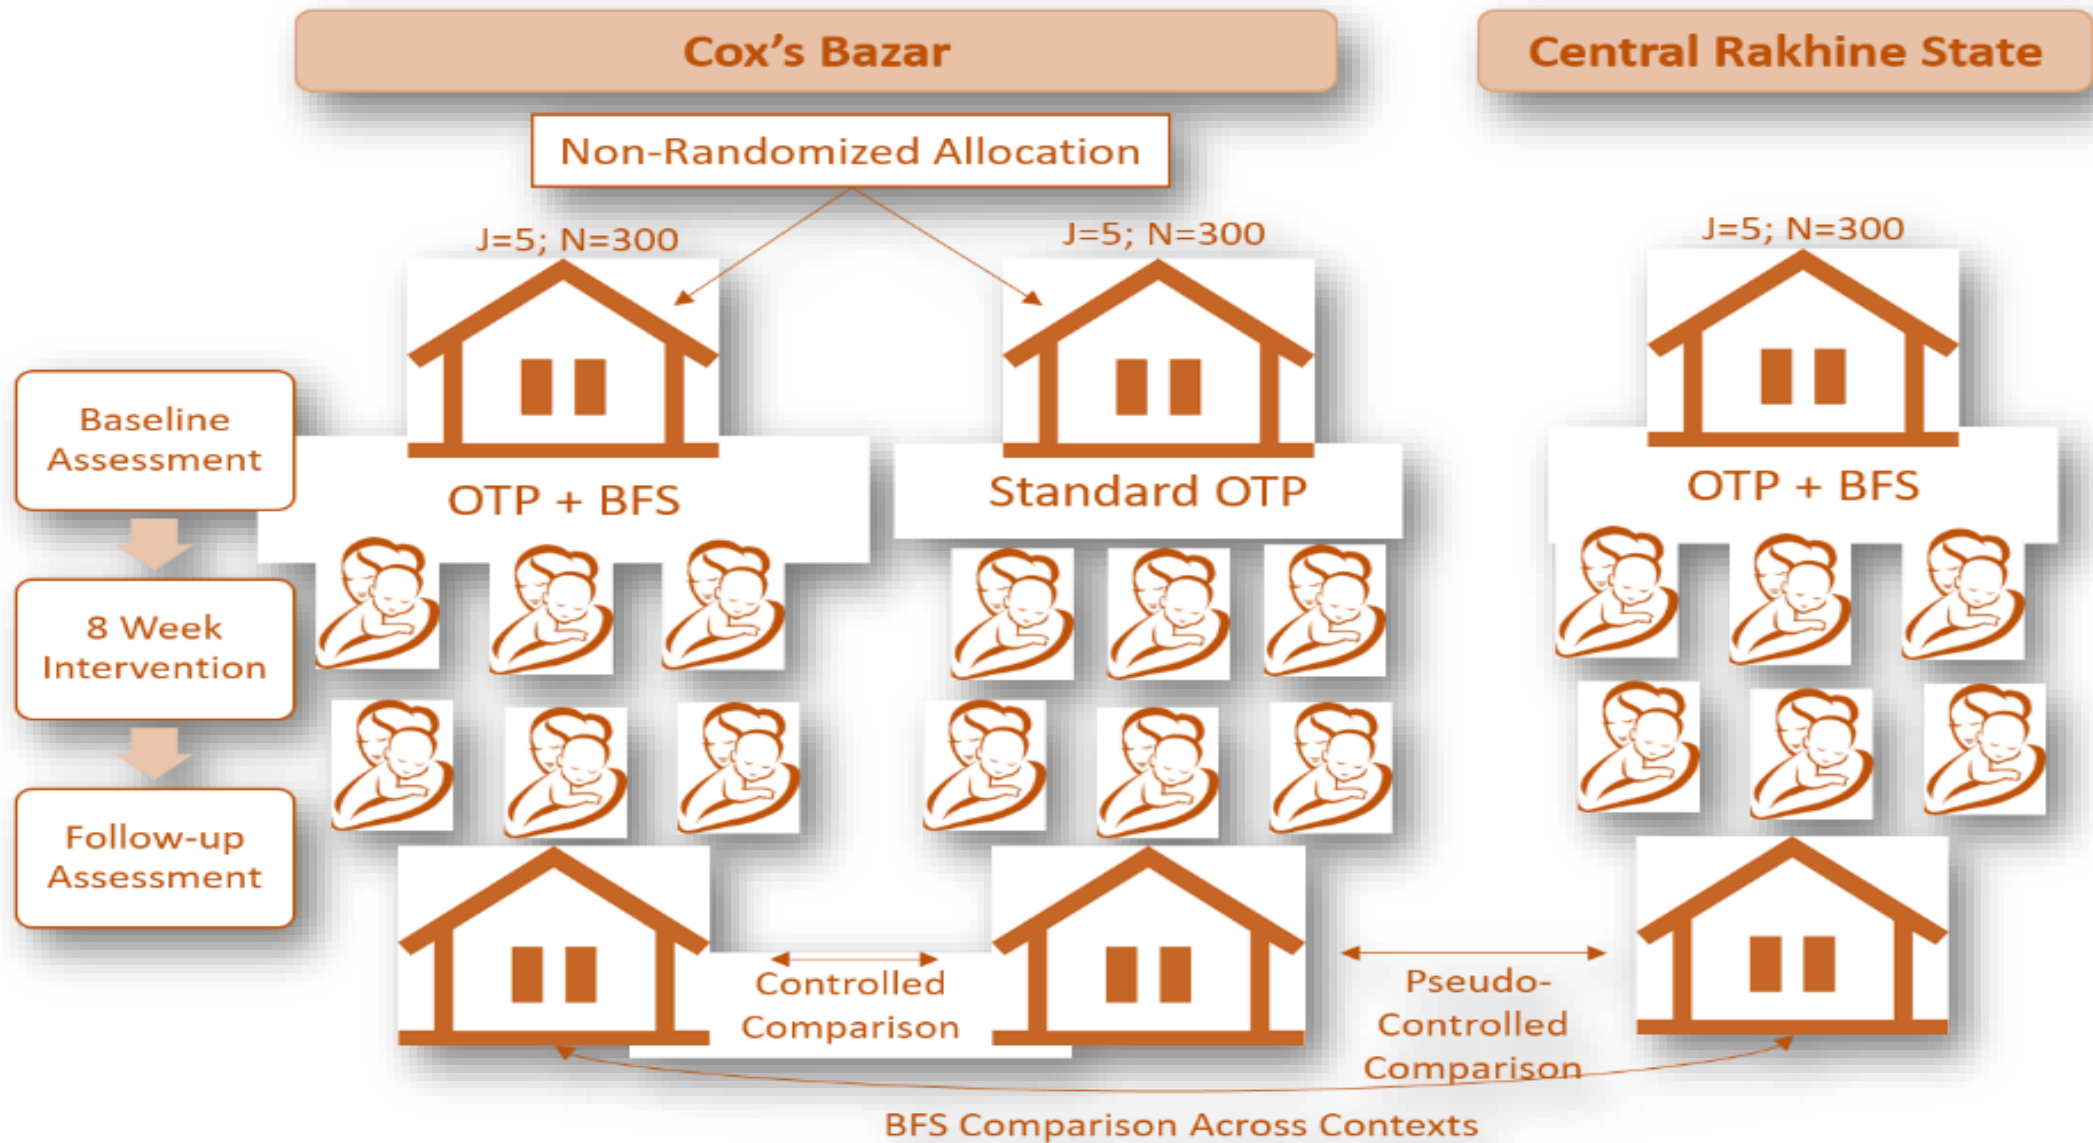 Cox's Bazar
Central Rakhine State
Non-Randomized Allocation
J=5; N=300
J=5; N=300
J=5; N=300
Baseline
Assessment
OTP + BFS
Standard OTP
OTP + BFS
8 Week
Intervention
Follow-up
Assessment
Controlled
Comparison
Pseudo-
Controlled
Comparison
BFS Comparison Across Contexts